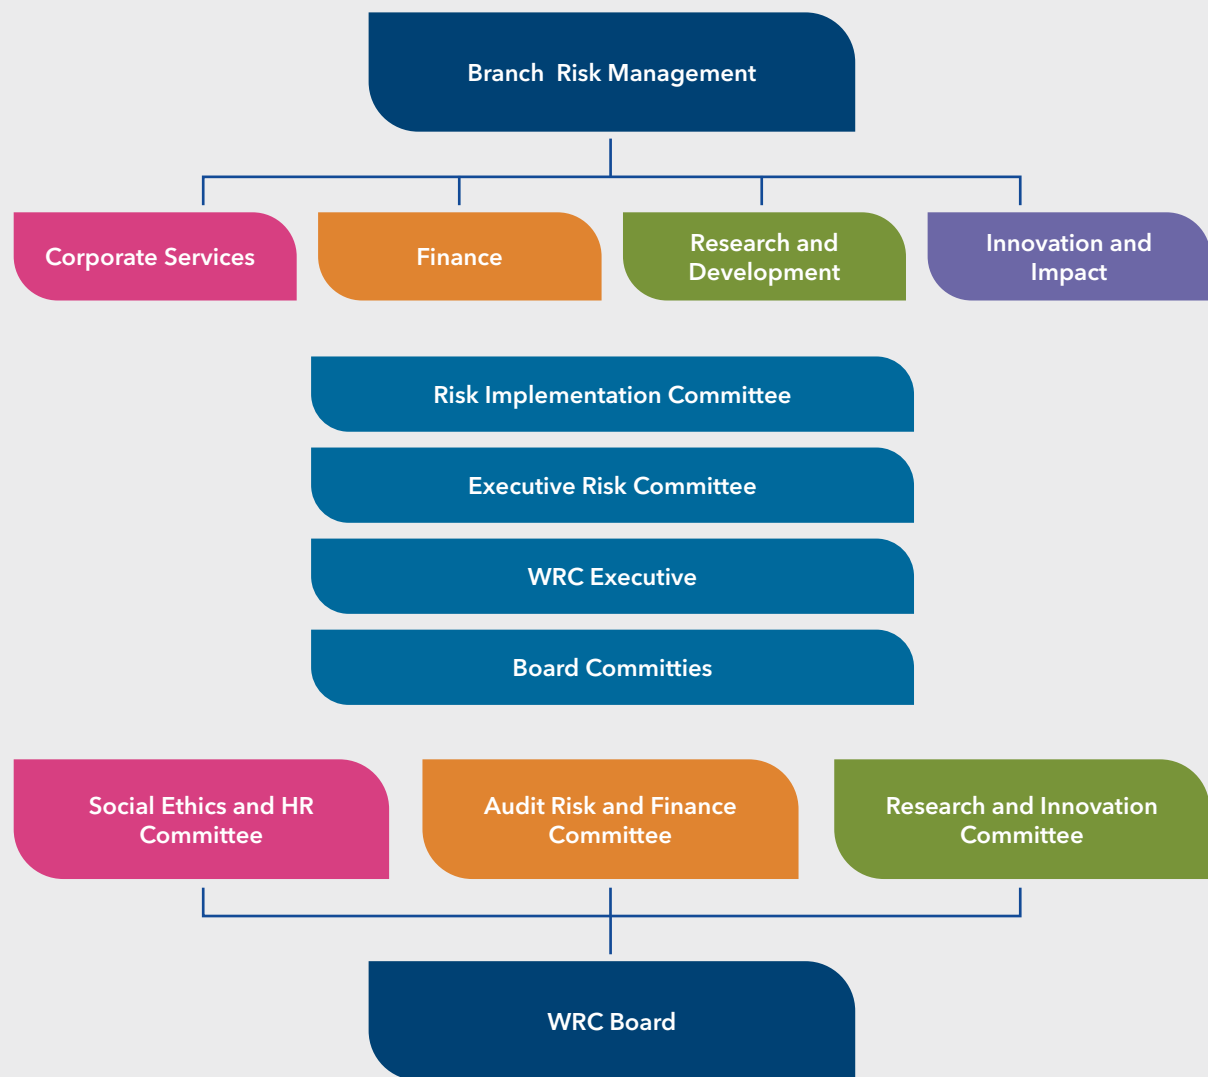 Branch Risk Management
Corporate Services
Finance
Research and
Development
Innovation and
Impact
Risk Implementation Committee
Executive Risk Committee
WRC Executive
Board Committies
Social Ethics and HR
Committee
Audit Risk and Finance
Committee
Research and Innovation
Committee
WRC Board